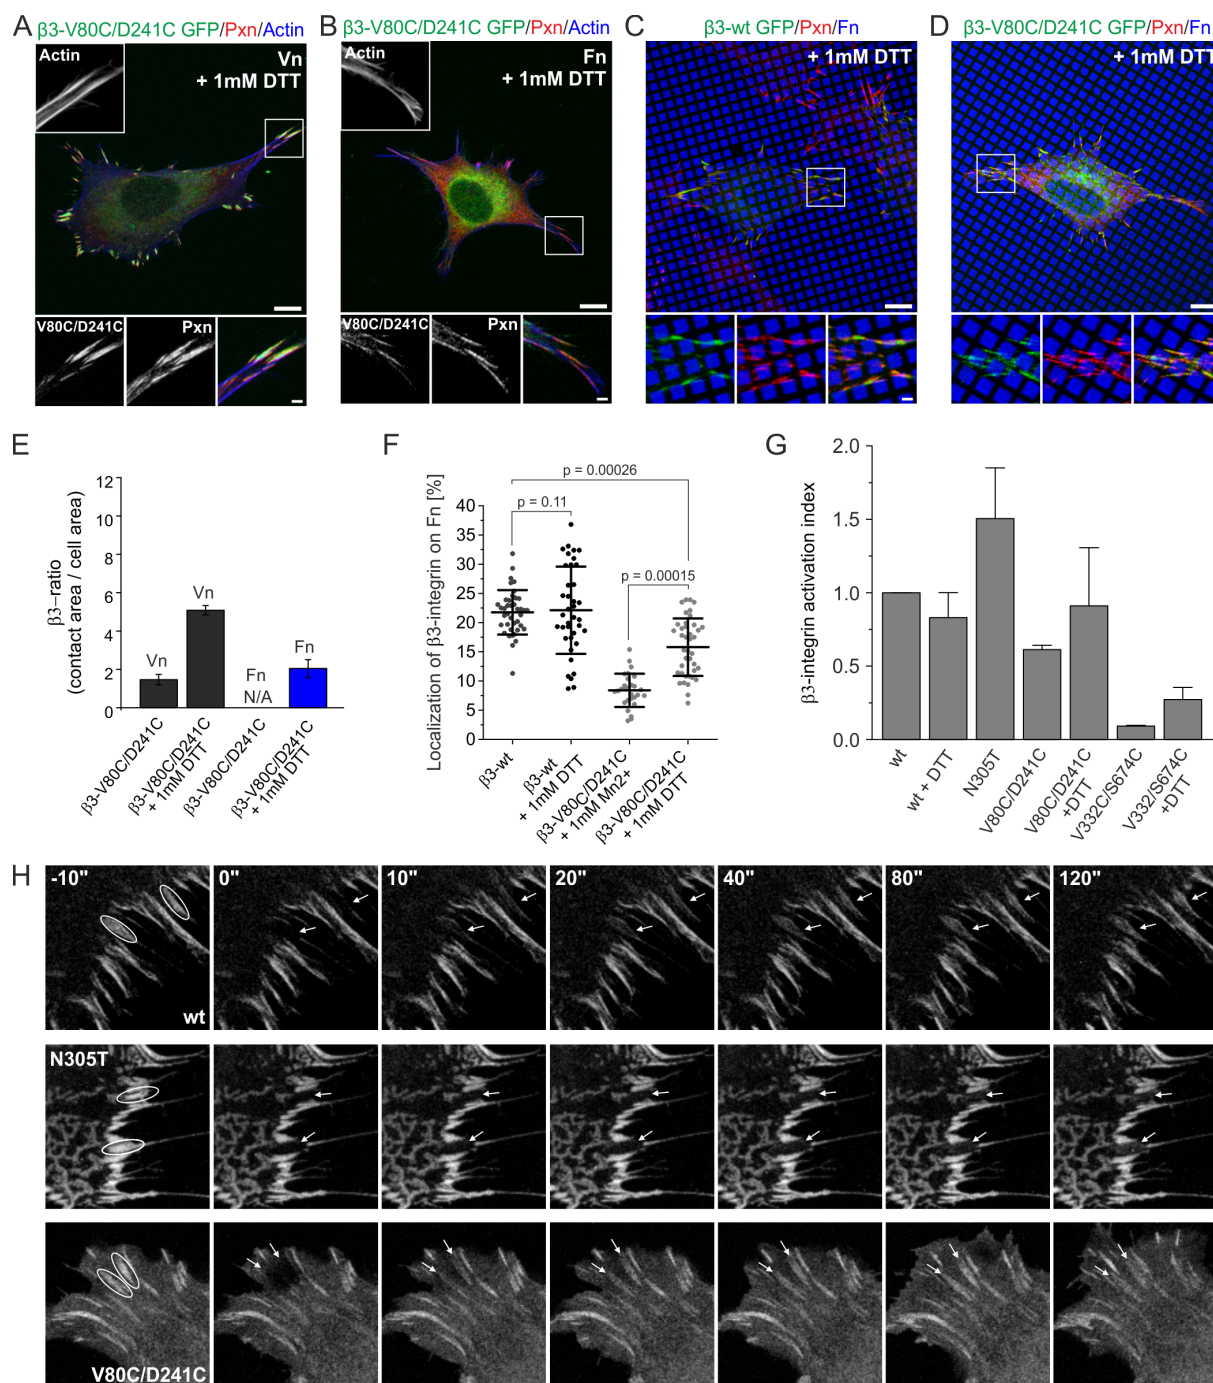 A
β3-V80C/D241C GFP/Pxn/Actin
Actin
Vn
+ 1mM DTT
V80C/D241C
Pxn
B
β3-V80C/D241C GFP/Pxn/Actin
Actin
Fn
+ 1mM DTT
V80C/D241C
Pxn
C
β3-wt GFP/Pxn/Fn
+ 1mM DTT
D
β3-V80C/D241C GFP/Pxn/Fn
+ 1mM DTT
E
β3–ratio
(contact area / cell area)
12
10
8
6
4
2
0
Vn
Vn
Fn
N/A
Fn
β3-V80C/D241C
β3-V80C/D241C
+ 1mM DTT
β3-V80C/D241C
β3-V80C/D241C
+ 1mM DTT
F
Localization of β3-integrin on Fn [%]
40
35
30
25
20
15
10
5
0
p = 0.00026
p = 0.11
p = 0.00015
β3-wt
β3-wt
+ 1mM DTT
β3-V80C/D241C
+ 1mM Mn2+
β3-V80C/D241C
+ 1mM DTT
G
β3-integrin activation index
2.0
1.5
1.0
0.5
0.0
wt
wt + DTT
N305T
V80C/D241C
V80C/D241C
+DTT
V332C/S674C
V332/S674C
+DTT
H
-10"
0"
10"
20"
40"
80"
120"
wt
N305T
V80C/D241C